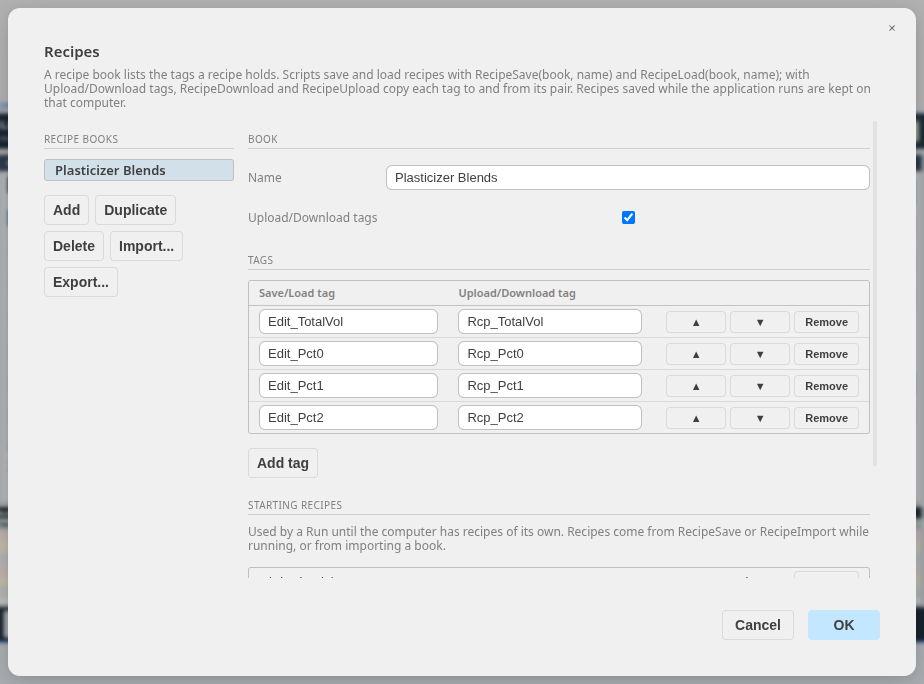 ×
Recipes
A recipe book lists the tags a recipe holds. Scripts save and load recipes with RecipeSave(book, name) and RecipeLoad(book, name); with
Upload/Download tags, RecipeDownload and RecipeUpload copy each tag to and from its pair. Recipes saved while the application runs are kept on
that computer.
RECIPE BOOKS
Plasticizer Blends
Add
Duplicate
Delete
Import...
Export...
BOOK
Name
Plasticizer Blends
Upload/Download tags
TAGS
Save/Load tag Upload/Download tag
Edit_TotalVol Rcp_TotalVol ▲ ▼ Remove
Edit_Pct0 Rcp_Pct0 ▲ ▼ Remove
Edit_Pct1 Rcp_Pct1 ▲ ▼ Remove
Edit_Pct2 Rcp_Pct2 ▲ ▼ Remove
Add tag
STARTING RECIPES
Used by a Run until the computer has recipes of its own. Recipes come from RecipeSave or RecipeImport while
running, or from importing a book.
Cancel
OK